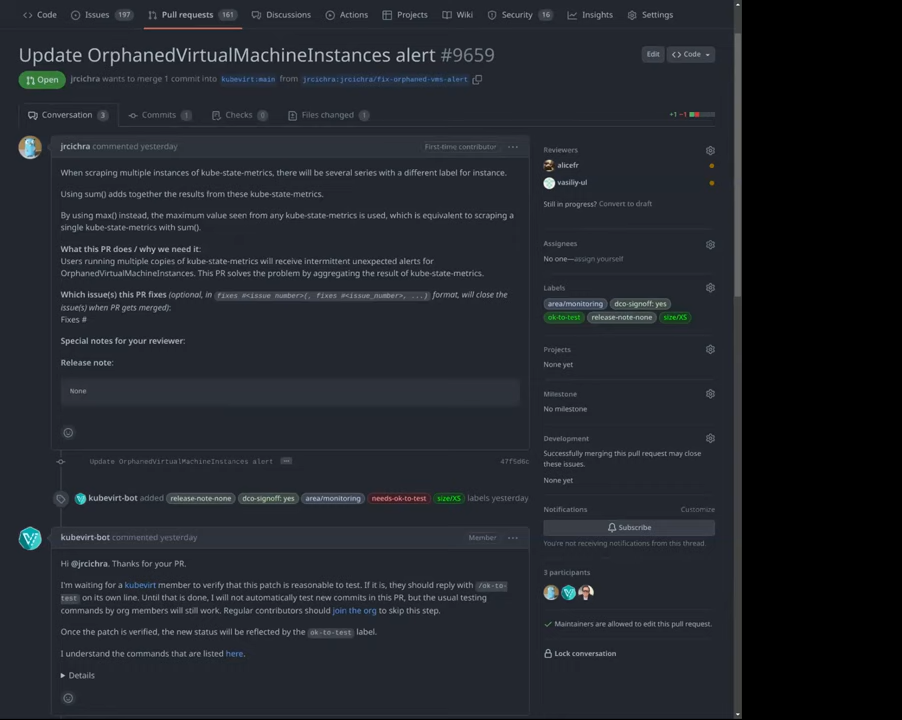 Code Issues 197 Pull requests 161 Discussions Actions Projects Wiki Security 16 Insights Settings
Update OrphanedVirtualMachineInstances alert #9659
Edit Code
Open jrcichra wants to merge 1 commit into kubevirt:main from jrcichra:jrcichra/fix-orphaned-vms-alert
Conversation 3 Commits 1 Checks 0 Files changed 1 +1 −1
jrcichra commented yesterday First-time contributor ...
When scraping multiple instances of kube-state-metrics, there will be several series with a different label for instance.
Using sum() adds together the results from these kube-state-metrics.
By using max() instead, the maximum value seen from any kube-state-metrics is used, which is equivalent to scraping a
single kube-state-metrics with sum().
What this PR does / why we need it:
Users running multiple copies of kube-state-metrics will receive intermittent unexpected alerts for
OrphanedVirtualMachineInstances. This PR solves the problem by aggregating the result of kube-state-metrics.
Which issue(s) this PR fixes (optional, in fixes #<issue number>(, fixes #<issue_number>, ...) format, will close the
issue(s) when PR gets merged):
Fixes #
Special notes for your reviewer:
Release note:
None
Update OrphanedVirtualMachineInstances alert ... 47f5d6c
kubevirt-bot added release-note-none dco-signoff: yes area/monitoring needs-ok-to-test size/XS labels yesterday
kubevirt-bot commented yesterday Member ...
Hi @jrcichra. Thanks for your PR.
I'm waiting for a kubevirt member to verify that this patch is reasonable to test. If it is, they should reply with /ok-to-
test on its own line. Until that is done, I will not automatically test new commits in this PR, but the usual testing
commands by org members will still work. Regular contributors should join the org to skip this step.
Once the patch is verified, the new status will be reflected by the ok-to-test label.
I understand the commands that are listed here.
Details
Reviewers
alicefr
vasiliy-ul
Still in progress? Convert to draft
Assignees
No one—assign yourself
Labels
area/monitoring dco-signoff: yes
ok-to-test release-note-none size/XS
Projects
None yet
Milestone
No milestone
Development
Successfully merging this pull request may close
these issues.
None yet
Notifications Customize
Subscribe
You're not receiving notifications from this thread.
3 participants
Maintainers are allowed to edit this pull request.
Lock conversation